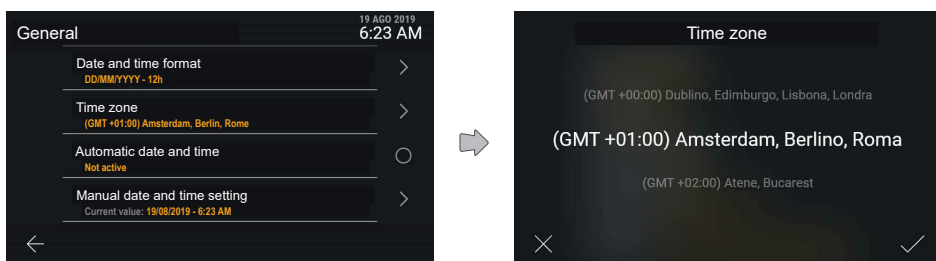 19 AGO 2019
General
6:23 AM
Date and time format
DD/MM/YYYY - 12h
Time zone
(GMT +01:00) Amsterdam, Berlin, Rome
Automatic date and time
Not active
Manual date and time setting
Current value: 19/08/2019 - 6:23 AM
Time zone
(GMT +00:00) Dublino, Edimburgo, Lisbona, Londra
(GMT +01:00) Amsterdam, Berlino, Roma
(GMT +02:00) Atene, Bucarest